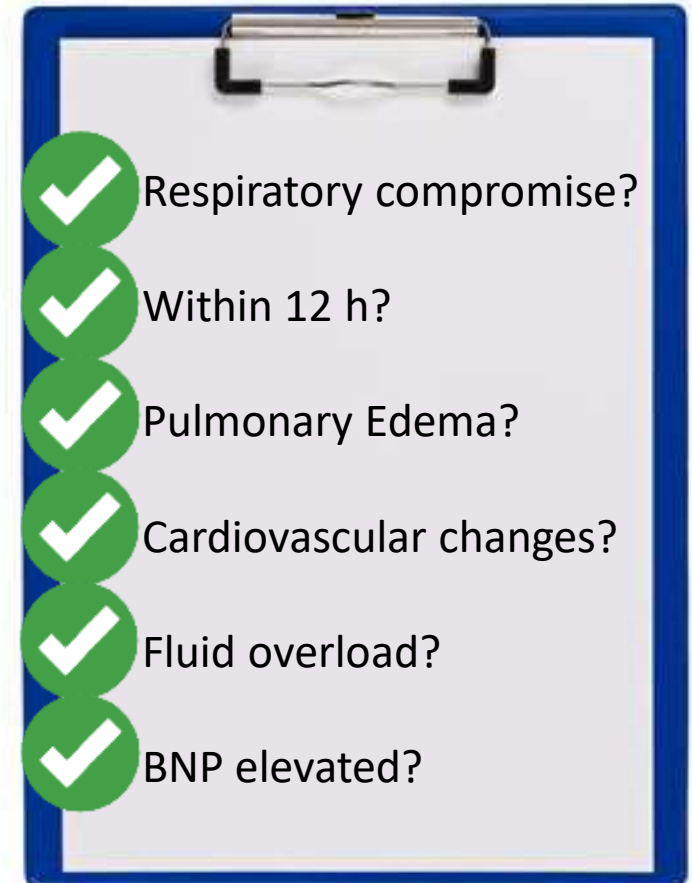 Respiratory compromise?
Within 12 h?
Pulmonary Edema?
Cardiovascular changes?
Fluid overload?
BNP elevated?